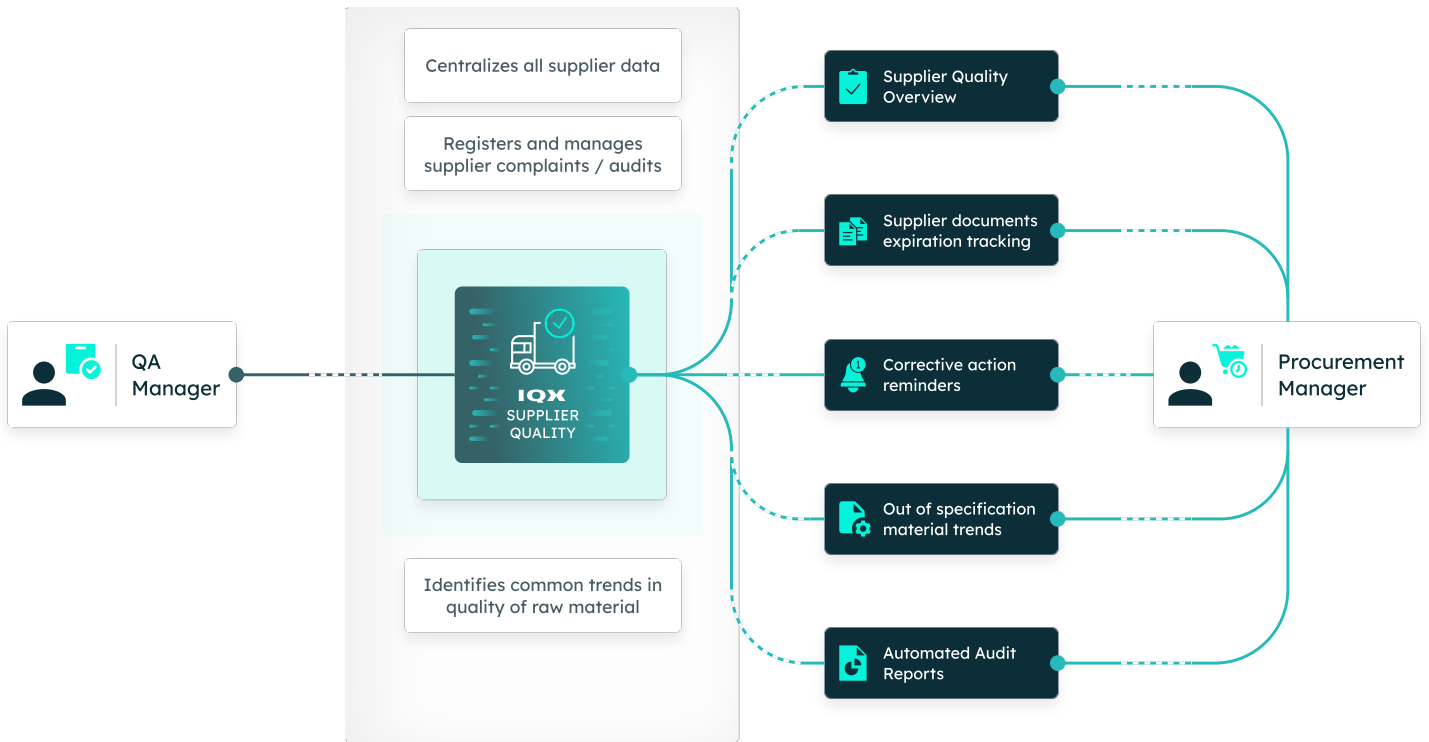 Centralizes all supplier data
Registers and manages
supplier complaints / audits
QA
Manager
IQX
SUPPLIER
QUALITY
Identifies common trends in
quality of raw material
Supplier Quality
Overview
Supplier documents
expiration tracking
1
Corrective action
reminders
Out of specification
material trends
Automated Audit
Reports
Procurement
Manager